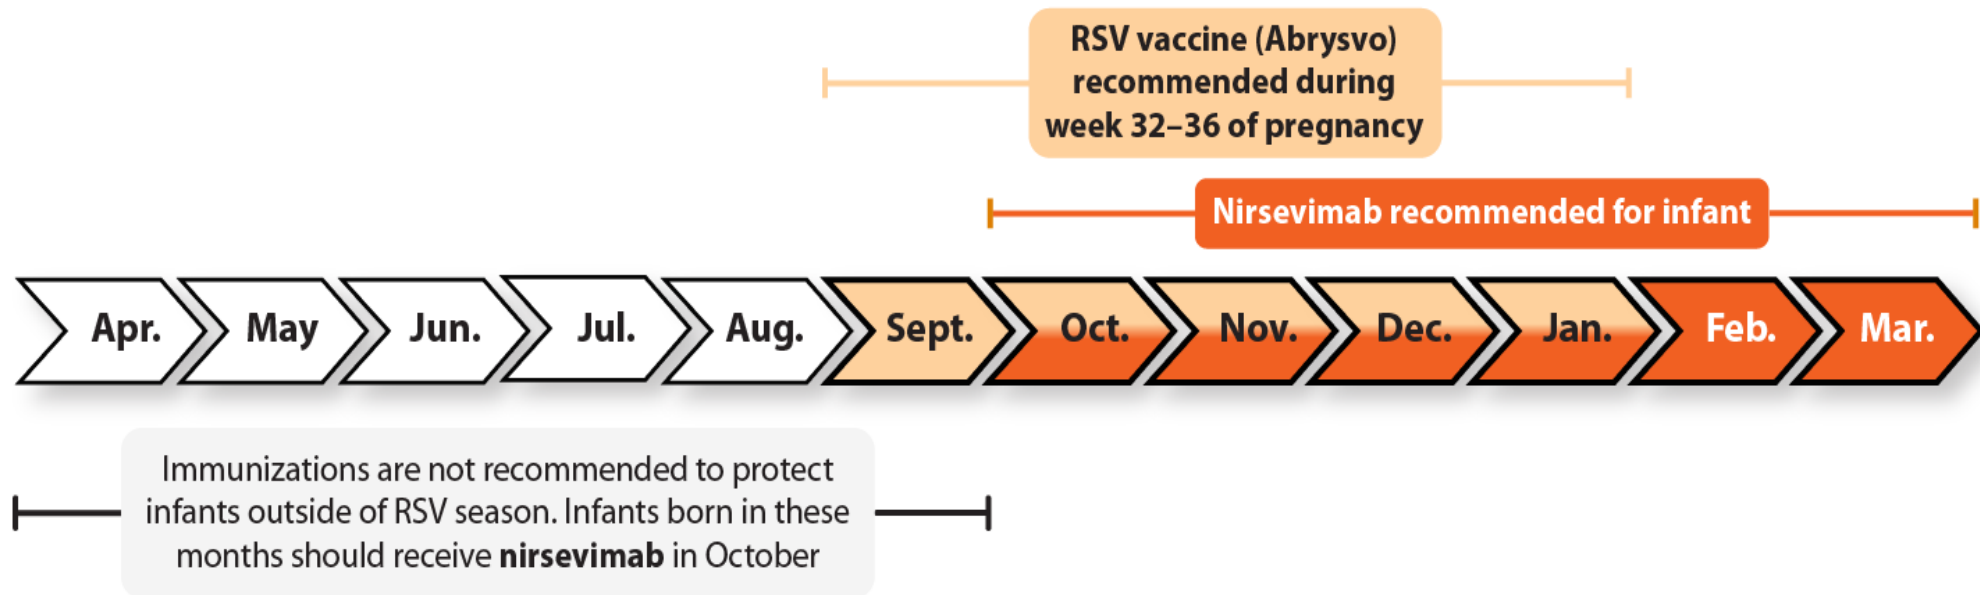 RSV vaccine (Abrysvo)
recommended during
week 32–36 of pregnancy
Nirsevimab recommended for infant
Apr. May Jun. Jul. Aug. Sept. Oct. Nov. Dec. Jan. Feb. Mar.
Immunizations are not recommended to protect
infants outside of RSV season. Infants born in these
months should receive nirsevimab in October